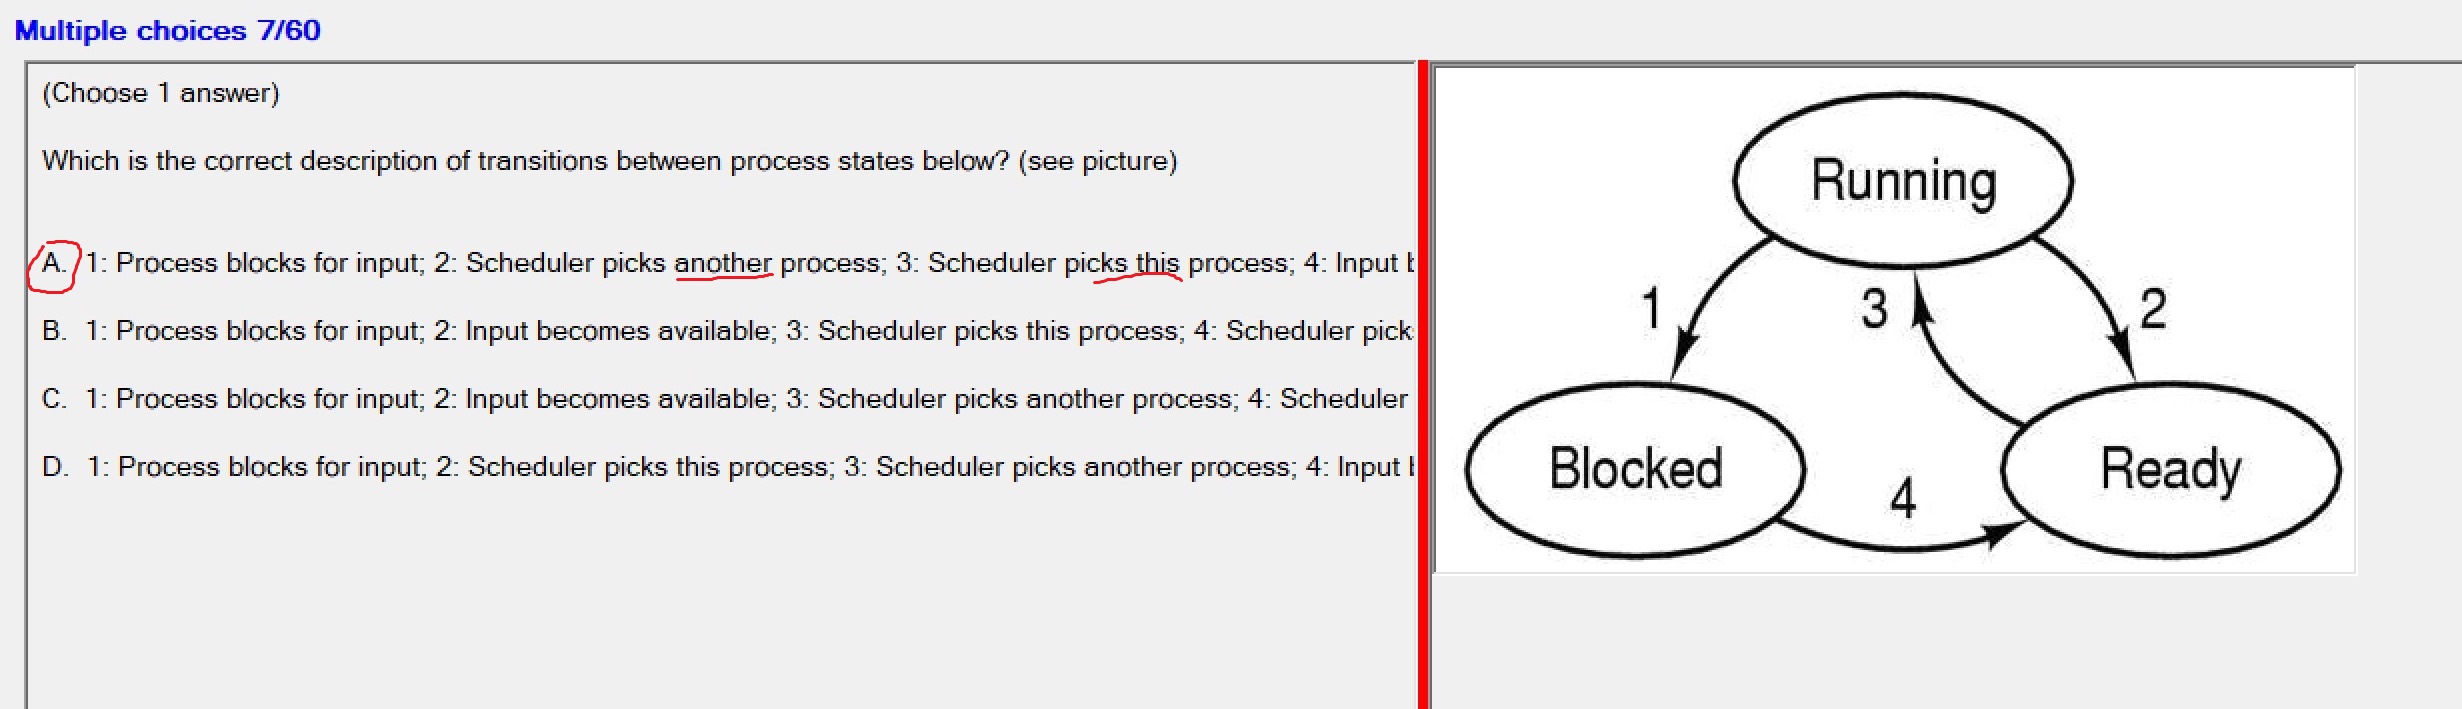 Multiple choices 7/60
(Choose 1 answer)
Which is the correct description of transitions between process states below? (see picture)
A. 1: Process blocks for input; 2: Scheduler picks another process; 3: Scheduler picks this process; 4: Input
B. 1: Process blocks for input; 2: Input becomes available; 3: Scheduler picks this process; 4: Scheduler pick
C. 1: Process blocks for input; 2: Input becomes available; 3: Scheduler picks another process; 4: Scheduler
D. 1: Process blocks for input; 2: Scheduler picks this process; 3: Scheduler picks another process; 4: Input
Running
1
3
2
Blocked
4
Ready